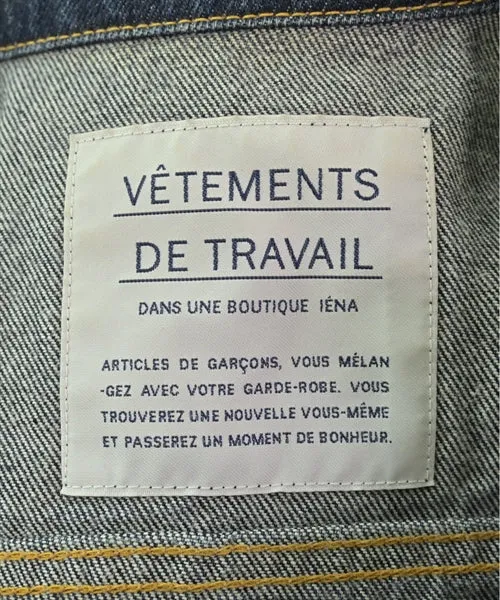 VÊTEMENTS
DE TRAVAIL
DANS UNE BOUTIQUE IÉNA
ARTICLES DE GARÇONS, VOUS MÉLAN
-GEZ AVEC VOTRE GARDE-ROBE. VOUS
TROUVEREZ UNE NOUVELLE VOUS-MÊME
ET PASSEREZ UN MOMENT DE BONHEUR.